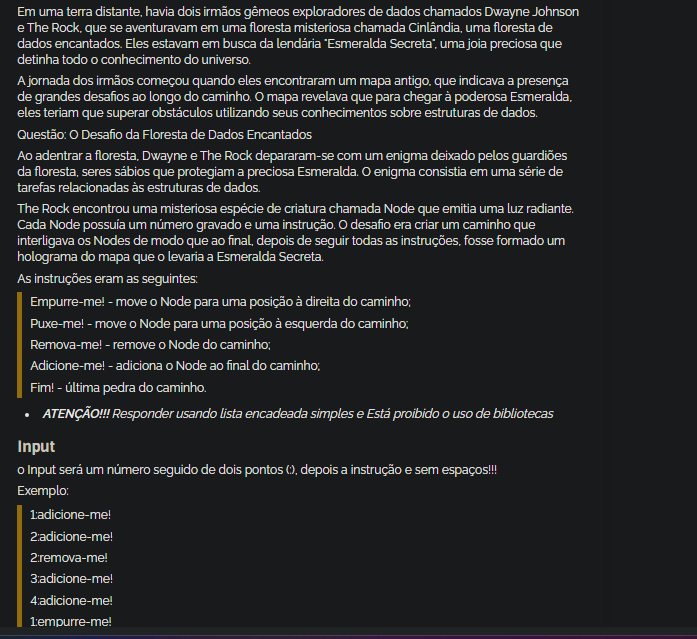 Em uma terra distante, havia dois irmãos gêmeos exploradores de dados chamados Dwayne Johnson
e The Rock, que se aventuravam em uma floresta misteriosa chamada Cinlândia, uma floresta de
dados encantados. Eles estavam em busca da lendária "Esmeralda Secreta", uma joia preciosa que
detinha todo o conhecimento do universo.
A jornada dos irmãos começou quando eles encontraram um mapa antigo, que indicava a presença
de grandes desafios ao longo do caminho. O mapa revelava que para chegar à poderosa Esmeralda,
eles teriam que superar obstáculos utilizando seus conhecimentos sobre estruturas de dados.
Questão: O Desafio da Floresta de Dados Encantados
Ao adentrar a floresta, Dwayne e The Rock depararam-se com um enigma deixado pelos guardiões
da floresta, seres sábios que protegiam a preciosa Esmeralda. O enigma consistia em uma série de
tarefas relacionadas às estruturas de dados.
The Rock encontrou uma misteriosa espécie de criatura chamada Node que emitia uma luz radiante.
Cada Node possuía um número gravado e uma instrução. O desafio era criar um caminho que
interligava os Nodes de modo que ao final, depois de seguir todas as instruções, fosse formado um
holograma do mapa que o levaria a Esmeralda Secreta.
As instruções eram as seguintes:
Empurre-me! - move o Node para uma posição à direita do caminho;
Puxe-me! - move o Node para uma posição à esquerda do caminho;
Remova-me! - remove o Node do caminho;
Adicione-me! - adiciona o Node ao final do caminho;
Fim! - última pedra do caminho.
• ATENÇÃO!!! Responder usando lista encadeada simples e Está proibido o uso de bibliotecas
Input
o Input será um número seguido de dois pontos (:), depois a instrução e sem espaços!!!
Exemplo:
1:adicione-me!
2:adicione-me!
2:remova-me!
3:adicione-me!
4:adicione-me!
1:empurre-me!